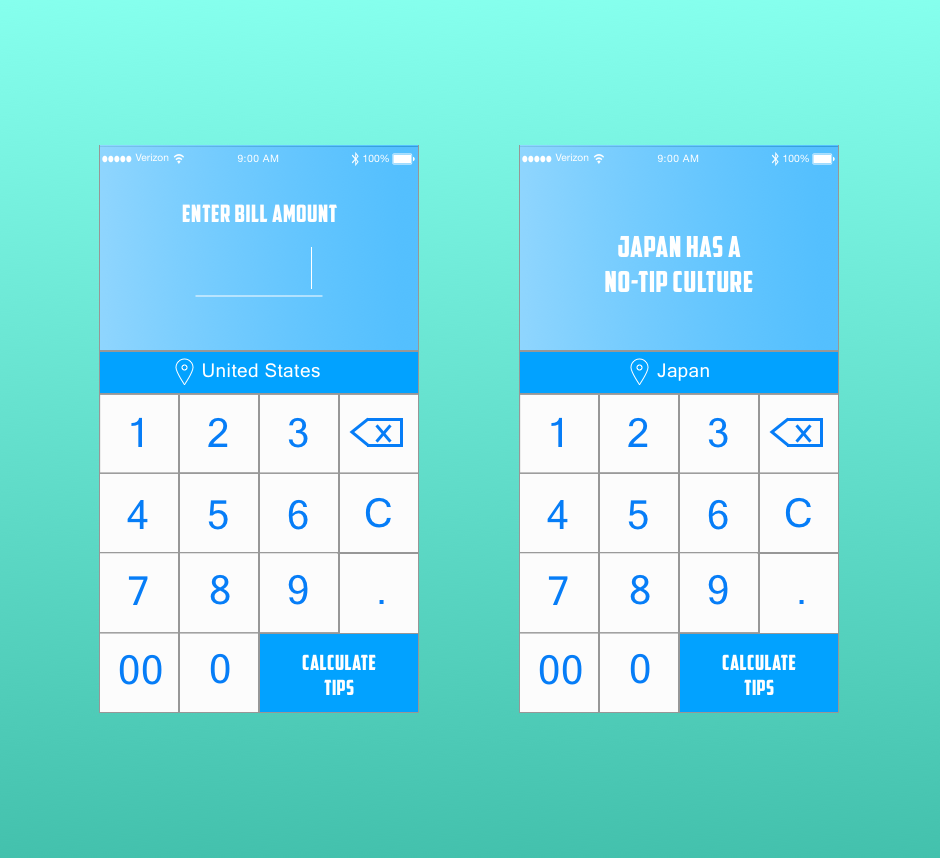 Verizon 9:00 AM 100%
ENTER BILL AMOUNT
United States
1 2 3
4 5 6 C
7 8 9 .
00 0 CALCULATE
TIPS
Verizon 9:00 AM 100%
JAPAN HAS A
NO-TIP CULTURE
Japan
1 2 3
4 5 6 C
7 8 9 .
00 0 CALCULATE
TIPS